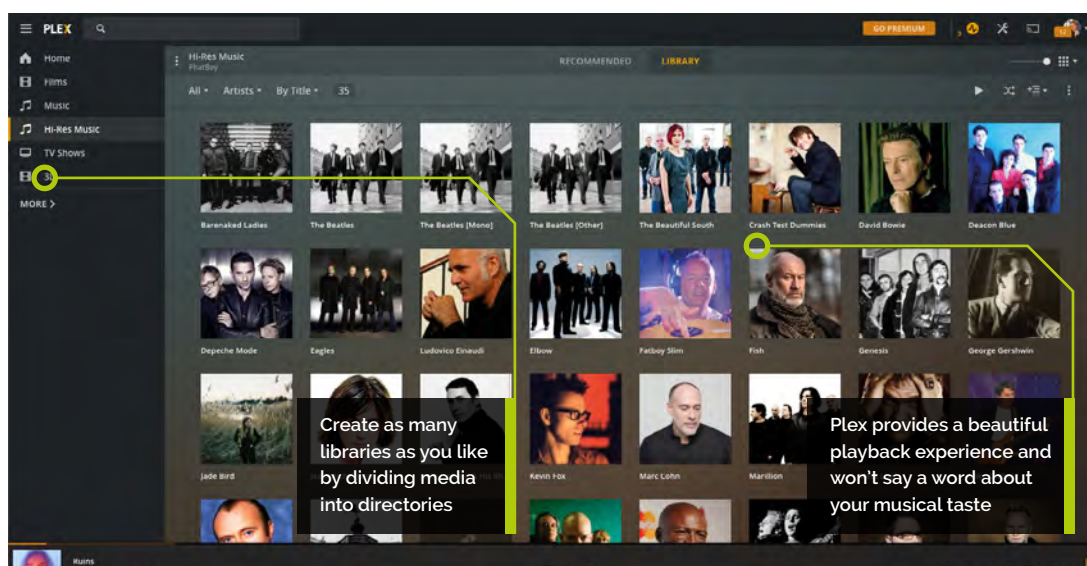 PLEX
GO PREMIUM
Home
Films
Music
Hi-Res Music
TV Shows
MORE >
Hi-Res Music
PhatBoy
RECOMMENDED
LIBRARY
All
Artists
By Title
35
Barenaked Ladies
The Beatles
The Beatles [Mono]
The Beatles [Other]
The Beautiful South
Crash Test Dummies
David Bowie
Deacon Blue
Depeche Mode
Eagles
Ludovico Einaudi
Elbow
Fatboy Slim
Fish
Genesis
George Gershwin
Jade Bird
Kevin Fox
Marc Cohn
Marillion
Create as many
libraries as you like
by dividing media
into directories
Plex provides a beautiful
playback experience and
won't say a word about
your musical taste
Ruins